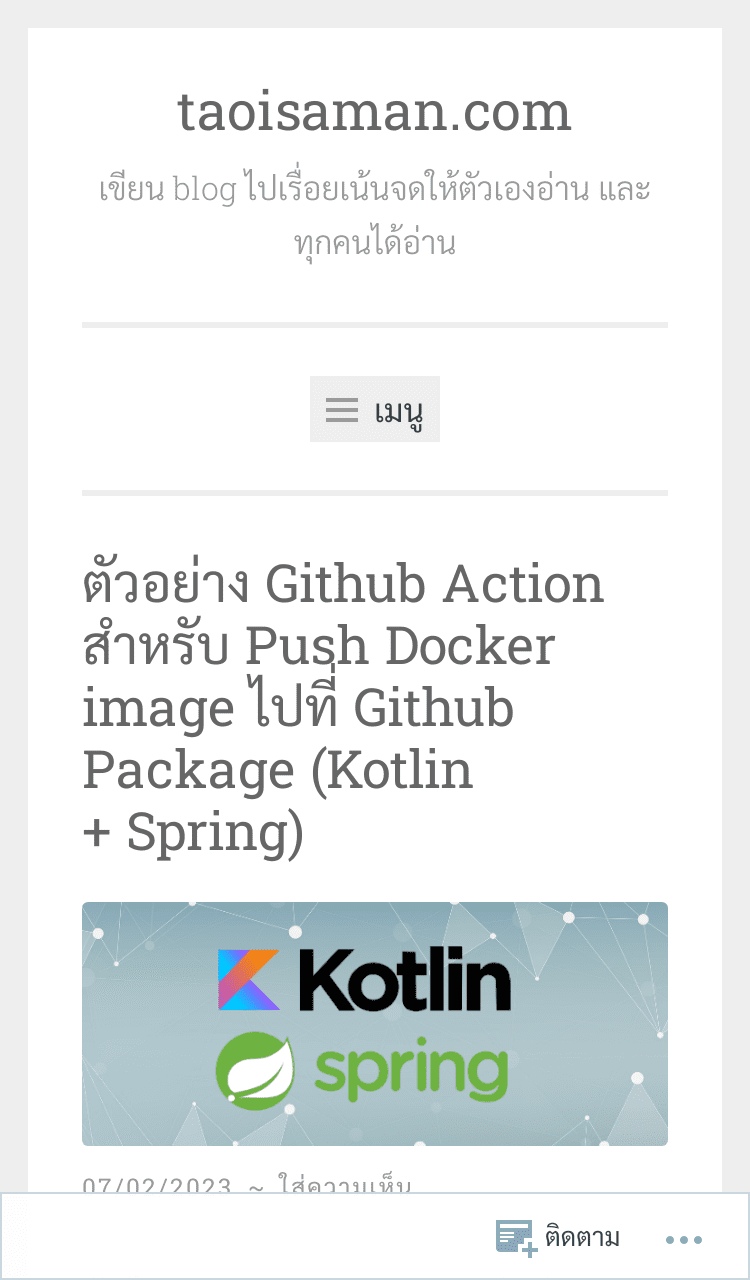 taoisaman.com
เขียน blog ไปเรื่อยเน้นจดให้ตัวเองอ่าน และ
ทุกคนได้อ่าน
เมนู
ตัวอย่าง Github Action
สำหรับ Push Docker
image ไปที่ Github
Package (Kotlin
+ Spring)
Kotlin
spring
07/02/2023 ~ ใส่ความเห็น
ติดตาม